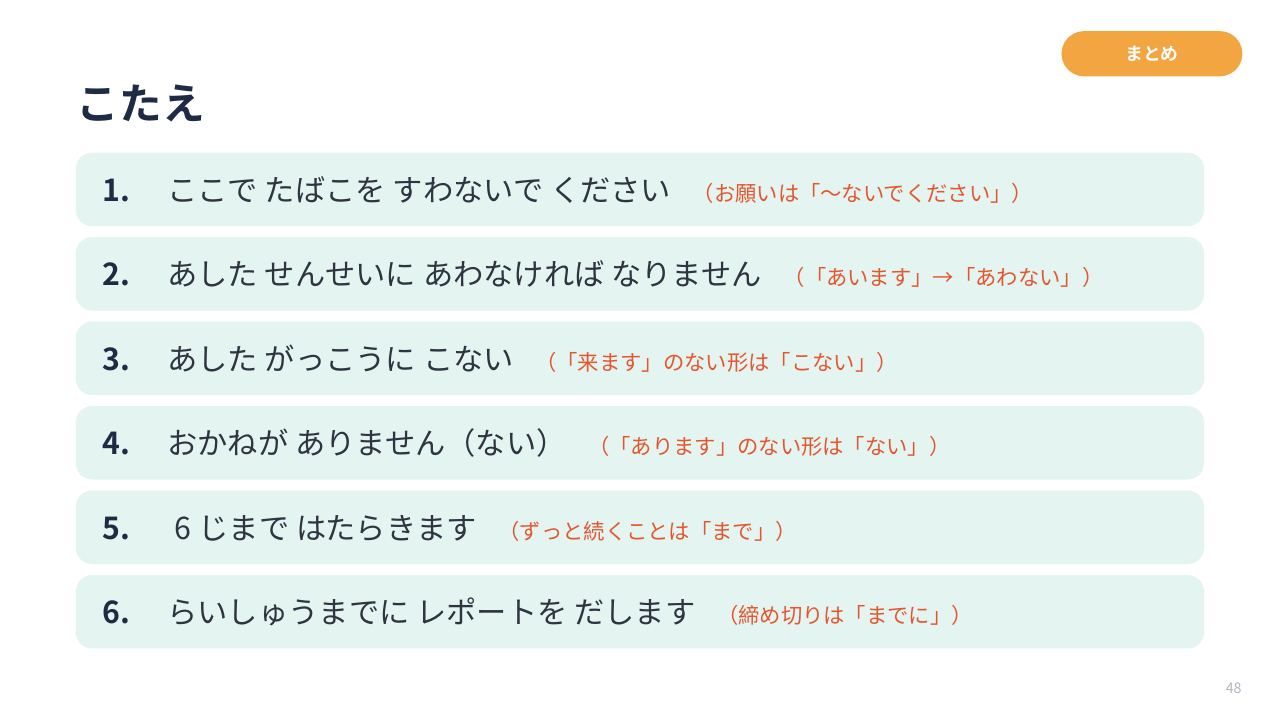 まとめ
こたえ
1. ここで たばこを すわないで ください （お願いは「～ないでください」）
2. あした せんせいに あわなければ なりません （「あいます」→「あわない」）
3. あした がっこうに こない （「来ます」のない形は「こない」）
4. おかねが ありません（ない） （「あります」のない形は「ない」）
5. ６じまで はたらきます （ずっと続くことは「まで」）
6. らいしゅうまでに レポートを だします （締め切りは「までに」）
48